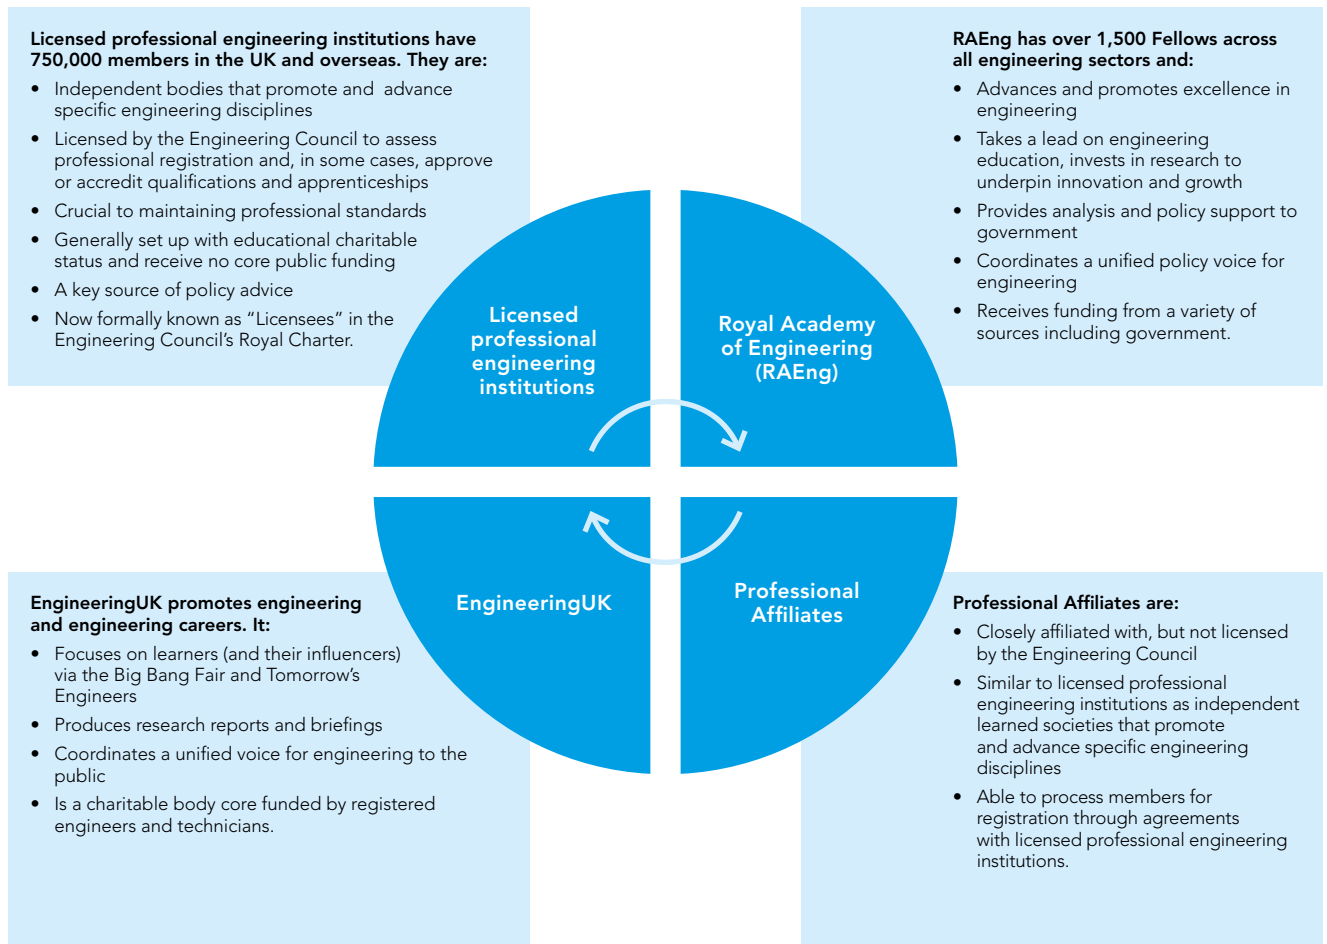 Licensed professional engineering institutions have
750,000 members in the UK and overseas. They are:
• Independent bodies that promote and advance
specific engineering disciplines
• Licensed by the Engineering Council to assess
professional registration and, in some cases, approve
or accredit qualifications and apprenticeships
• Crucial to maintaining professional standards
• Generally set up with educational charitable
status and receive no core public funding
• A key source of policy advice
• Now formally known as “Licensees” in the
Engineering Council’s Royal Charter.
RAEng has over 1,500 Fellows across
all engineering sectors and:
• Advances and promotes excellence in
engineering
• Takes a lead on engineering
education, invests in research to
underpin innovation and growth
• Provides analysis and policy support to
government
• Coordinates a unified policy voice for
engineering
• Receives funding from a variety of
sources including government.
Licensed
professional
engineering
institutions
Royal Academy
of Engineering
(RAEng)
EngineeringUK
Professional
Affiliates
EngineeringUK promotes engineering
and engineering careers. It:
• Focuses on learners (and their influencers)
via the Big Bang Fair and Tomorrow’s
Engineers
• Produces research reports and briefings
• Coordinates a unified voice for engineering to the
public
• Is a charitable body core funded by registered
engineers and technicians.
Professional Affiliates are:
• Closely affiliated with, but not licensed
by the Engineering Council
• Similar to licensed professional
engineering institutions as independent
learned societies that promote
and advance specific engineering
disciplines
• Able to process members for
registration through agreements
with licensed professional engineering
institutions.